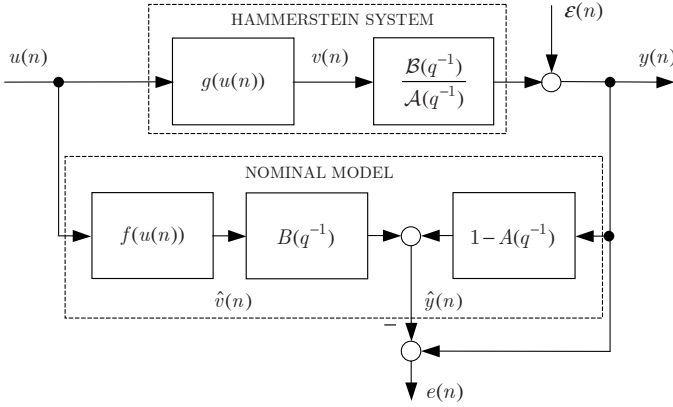 HAMMERSTEIN SYSTEM
ℰ(n)
u(n)
g(u(n))
v(n)
ℬ(q⁻¹)
𝒜(q⁻¹)
y(n)
NOMINAL MODEL
f(u(n))
B(q⁻¹)
1−A(q⁻¹)
v̂(n)
ŷ(n)
−
e(n)